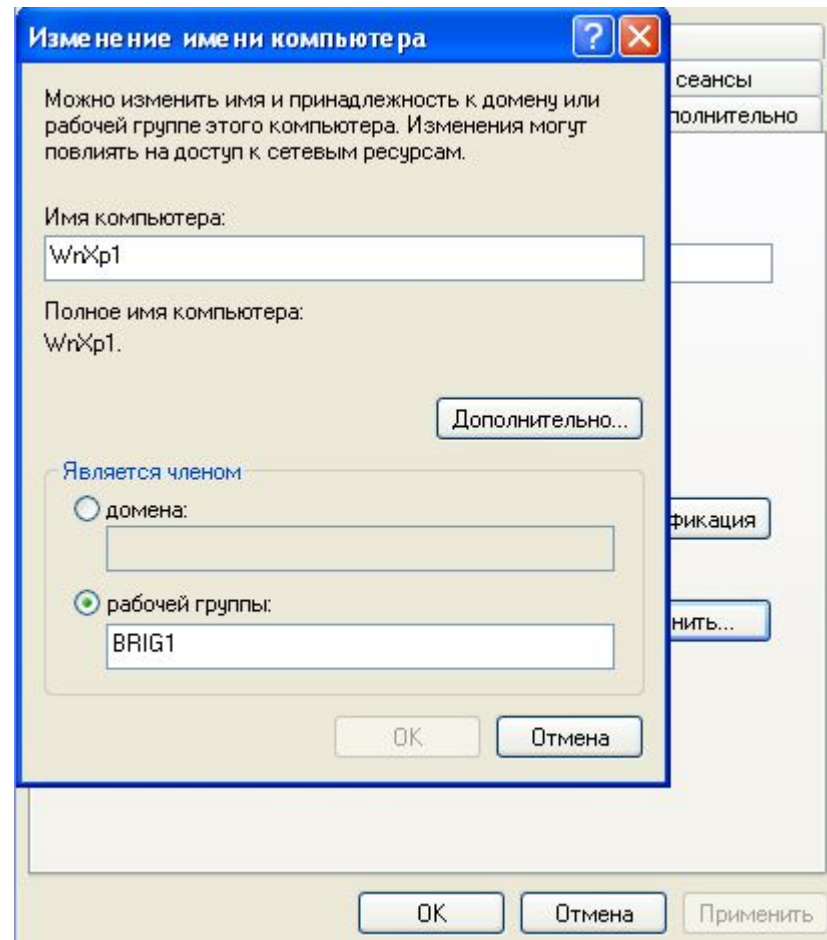 Изменение имени компьютера
сеансы
Можно изменить имя и принадлежность к домену или
рабочей группе этого компьютера. Изменения могут
повлиять на доступ к сетевым ресурсам.
Имя компьютера:
WnXp1
Полное имя компьютера:
WnXp1.
Дополнительно...
Является членом
домена:
рабочей группы:
BRIG1
OK
Отмена
полнительно
фикация
нить...
OK
Отмена
Применить